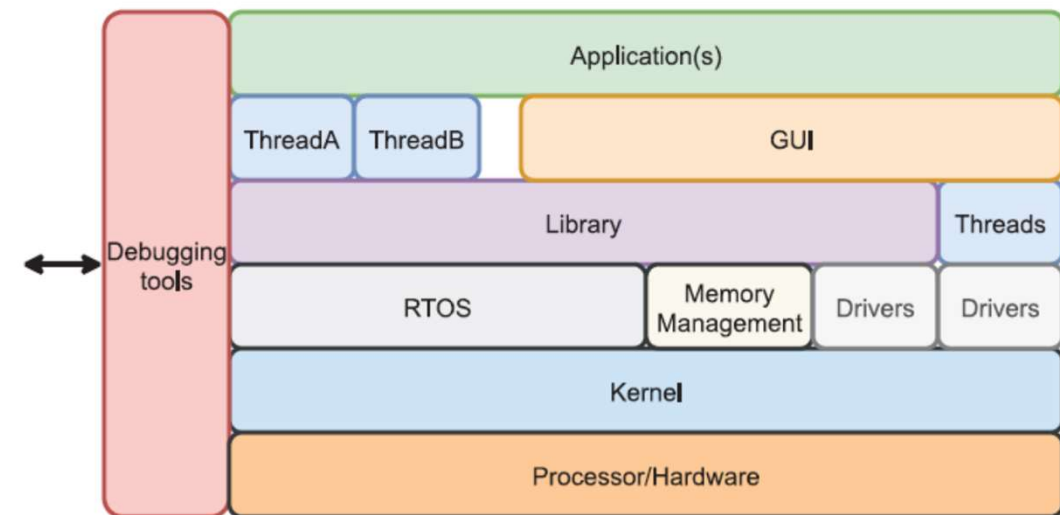 Application(s)
ThreadA
ThreadB
GUI
Library
Threads
Debugging
tools
RTOS
Memory
Management
Drivers
Drivers
Kernel
Processor/Hardware